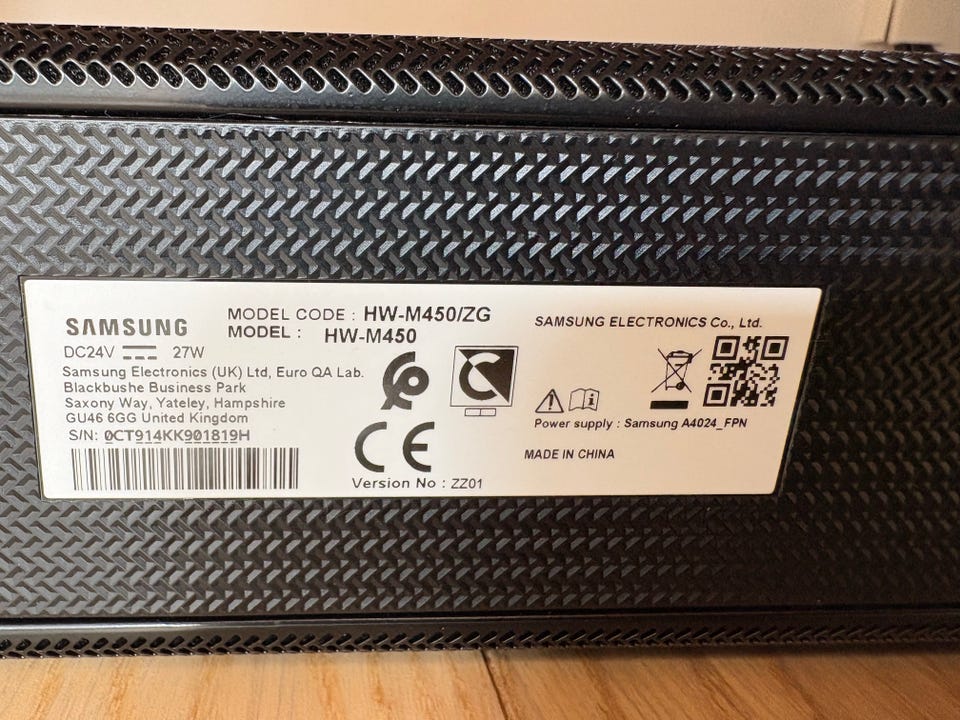 SAMSUNG
MODEL CODE : HW-M450/ZG
MODEL : HW-M450
DC24V 27W
Samsung Electronics (UK) Ltd, Euro QA Lab.
Blackbushe Business Park
Saxony Way, Yateley, Hampshire
GU46 6GG United Kingdom
S/N: 0CT914KK901819H
CE
Version No : ZZ01
SAMSUNG ELECTRONICS Co., Ltd.
Power supply : Samsung A4024_FPN
MADE IN CHINA